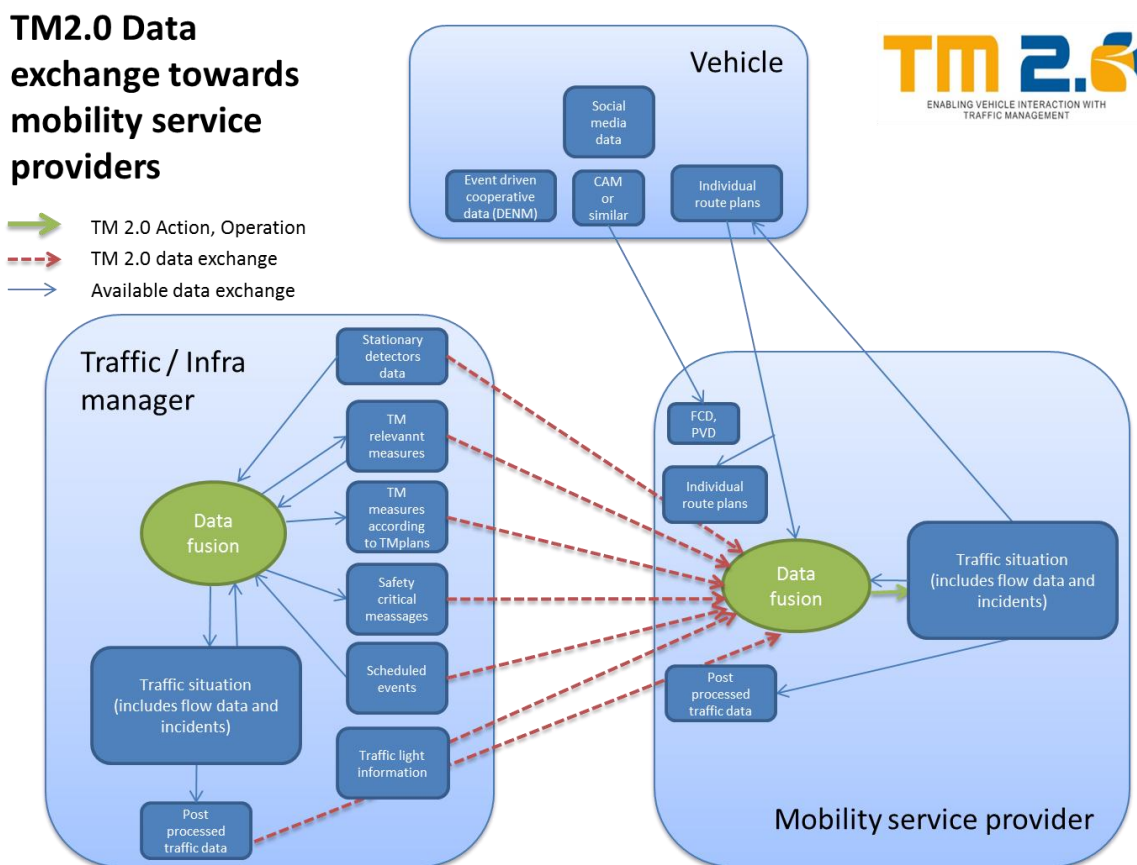 TM2.0 Data
exchange towards
mobility service
providers
TM 2.0 Action, Operation
TM 2.0 data exchange
Available data exchange
TM 2.0
ENABLING VEHICLE INTERACTION WITH
TRAFFIC MANAGEMENT
Vehicle
Social
media
data
Event driven
cooperative
data (DENM)
CAM
or
similar
Individual
route plans
Traffic / Infra
manager
Stationary
detectors
data
TM
relevannt
measures
TM
measures
according
to TMplans
Safety
critical
meassages
Scheduled
events
Traffic light
information
Data
fusion
Traffic situation
(includes flow data and
incidents)
Post
processed
traffic data
FCD,
PVD
Individual
route plans
Data
fusion
Traffic situation
(includes flow data and
incidents)
Post
processed
traffic data
Mobility service provider